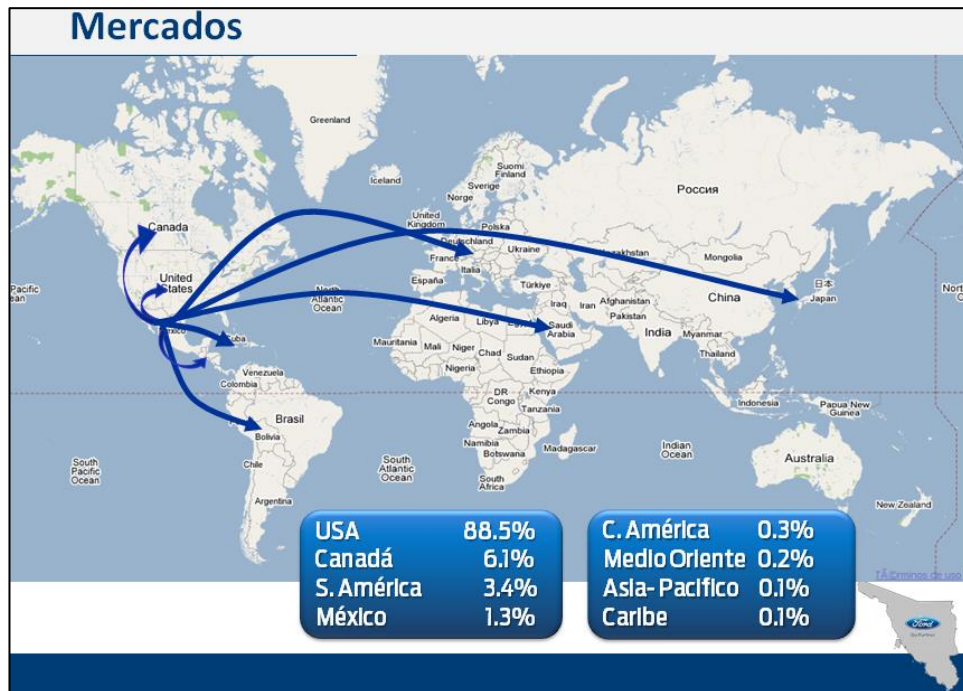 Mercados
Greenland
Iceland
Suomi
Finland
Sverige
Norge
Россия
Canada
United
Kingdom
Polska
Deutschland
Ukraine
France
Italia
Mongolia
United
States
España
Türkiye
China
日本
Japan
Pacific
Ocean
North
Atlantic
Ocean
Iraq
Iran
Afghanistan
Pakistan
Algeria
Libya
Saudi
Arabia
India
Myanmar
Thailand
Mauritania
Mali
Niger
Chad
Sudan
Nigeria
Ethiopia
Venezuela
Colombia
DR
Congo
Kenya
Tanzania
Indonesia
Papua New
Guinea
Brasil
Bolivia
Angola
Zambia
Namibia
Botswana
Madagascar
South
Africa
Chile
Argentina
South
Pacific
Ocean
South
Atlantic
Ocean
Indian
Ocean
Australia
New Zealand
USA 88.5%
Canadá 6.1%
S. América 3.4%
México 1.3%
C. América 0.3%
Medio Oriente 0.2%
Asia- Pacifico 0.1%
Caribe 0.1%
Ford